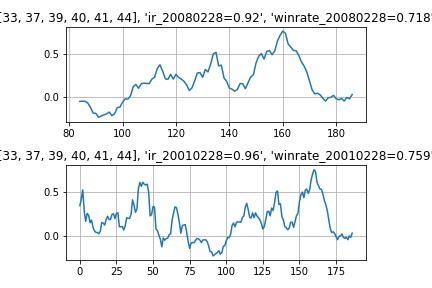 [33, 37, 39, 40, 41, 44], 'ir_20080228=0.92', 'winrate_20080228=0.718'
0.5
0.0
80 100 120 140 160 180
[33, 37, 39, 40, 41, 44], 'ir_20010228=0.96', 'winrate_20010228=0.759'
0.5
0.0
0 25 50 75 100 125 150 175